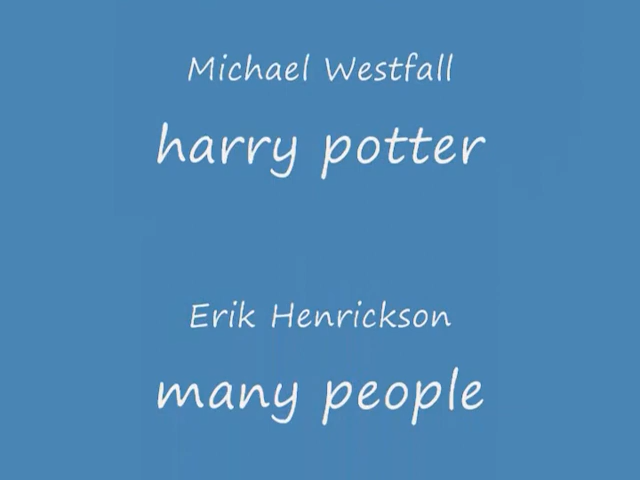 Michael Westfall
harry potter
Erik Henrickson
many people